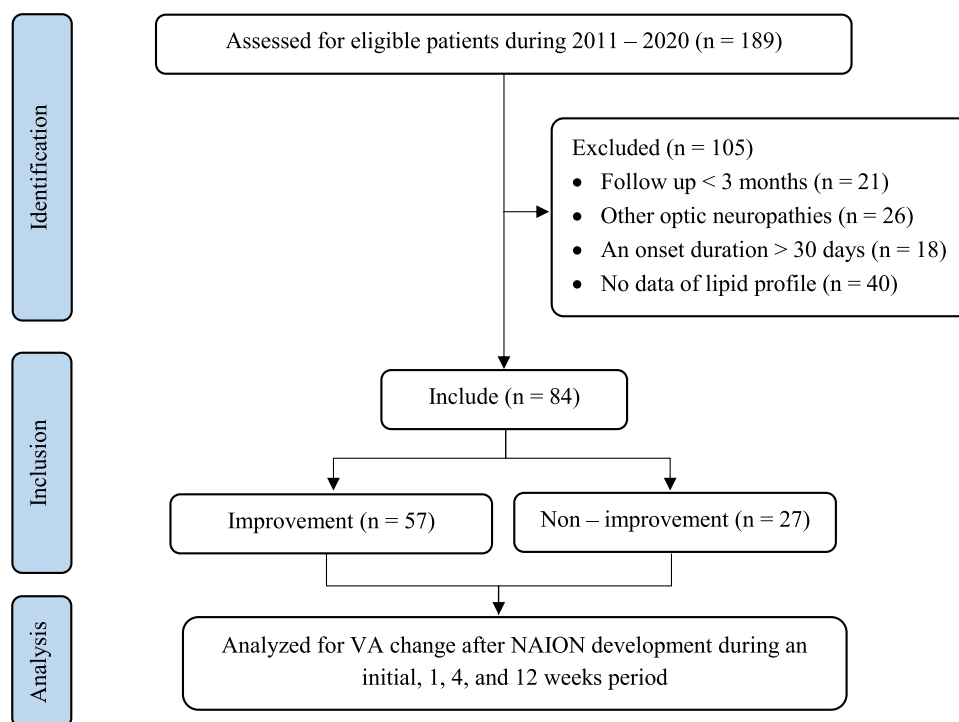 Identification
Assessed for eligible patients during 2011 – 2020 (n = 189)
Excluded (n = 105)
• Follow up < 3 months (n = 21)
• Other optic neuropathies (n = 26)
• An onset duration > 30 days (n = 18)
• No data of lipid profile (n = 40)
Inclusion
Include (n = 84)
Improvement (n = 57)
Non – improvement (n = 27)
Analysis
Analyzed for VA change after NAION development during an
initial, 1, 4, and 12 weeks period